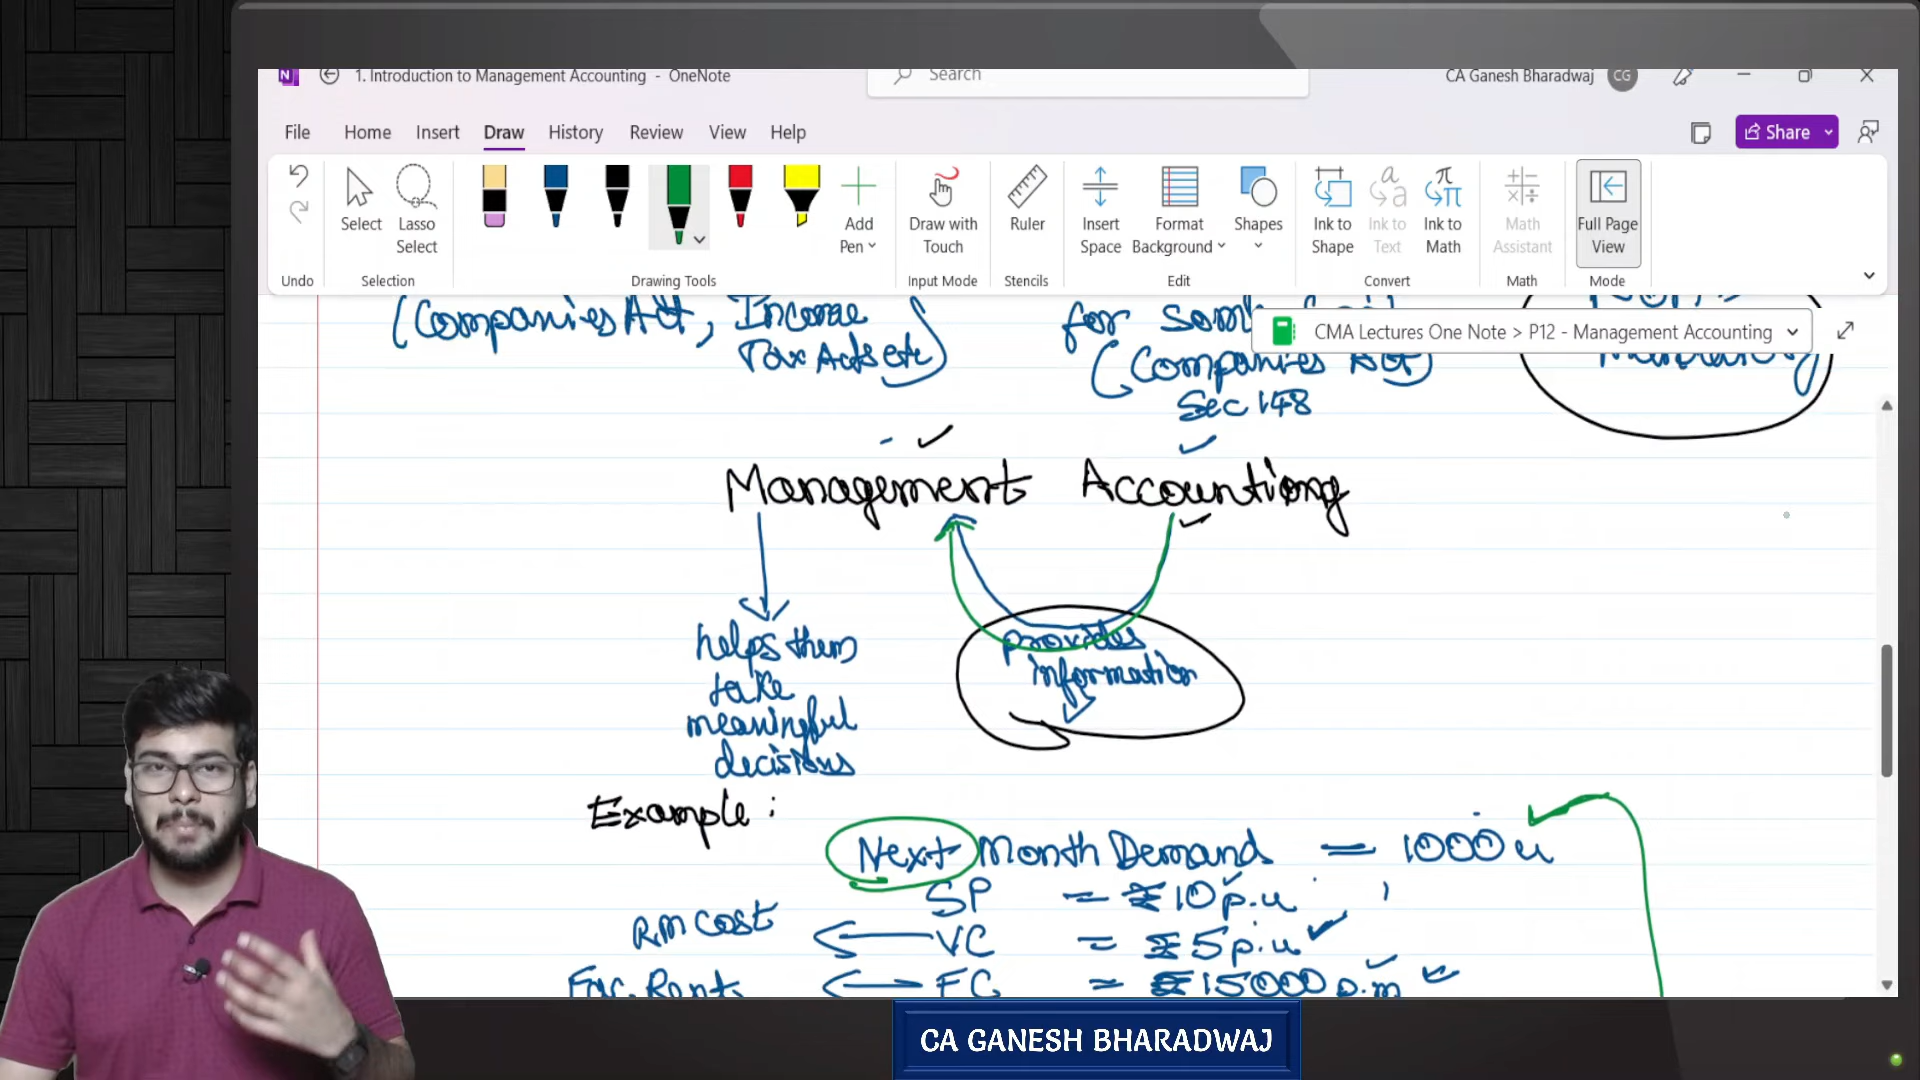 1. Introduction to Management Accounting - OneNote
Search
CA Ganesh Bharadwaj CG
File Home Insert Draw History Review View Help
Share
Select Lasso Select
Add Pen
Draw with Touch
Ruler
Insert Space
Format Background
Shapes
Ink to Shape
Ink to Text
Ink to Math
Math Assistant
Full Page View
Undo Selection Drawing Tools Input Mode Stencils Edit Convert Math Mode
CMA Lectures One Note > P12 - Management Accounting
(Companies Act, Income
Tax Acts etc)
for some
(Companies Act)
Sec 148
Management Accounting
provides
information
helps them
take
meaningful
decisions
Example :
Next Month Demand = 1000 u
SP = ₹10 p.u
RM Cost ← VC = ₹5 p.u
Fac. Rent ← FC = ₹15000 p.m
CA GANESH BHARADWAJ